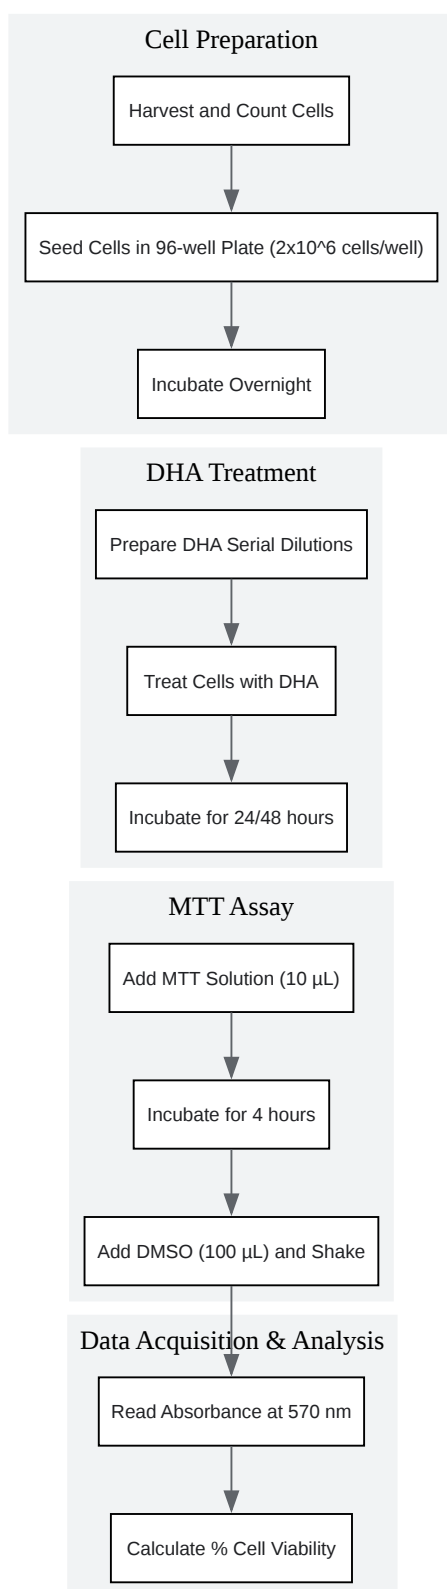 Cell Preparation
Harvest and Count Cells
Seed Cells in 96-well Plate (2x10^6 cells/well)
Incubate Overnight
DHA Treatment
Prepare DHA Serial Dilutions
Treat Cells with DHA
Incubate for 24/48 hours
MTT Assay
Add MTT Solution (10 µL)
Incubate for 4 hours
Add DMSO (100 µL) and Shake
Data Acquisition & Analysis
Read Absorbance at 570 nm
Calculate % Cell Viability